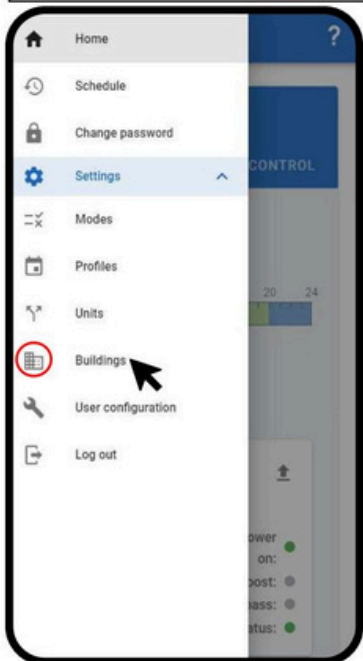 Home
?
Schedule
Change password
CONTROL
Settings
Modes
Profiles
20 24
Units
Buildings
User configuration
Log out
ower
on:
oost:
pass:
atus: